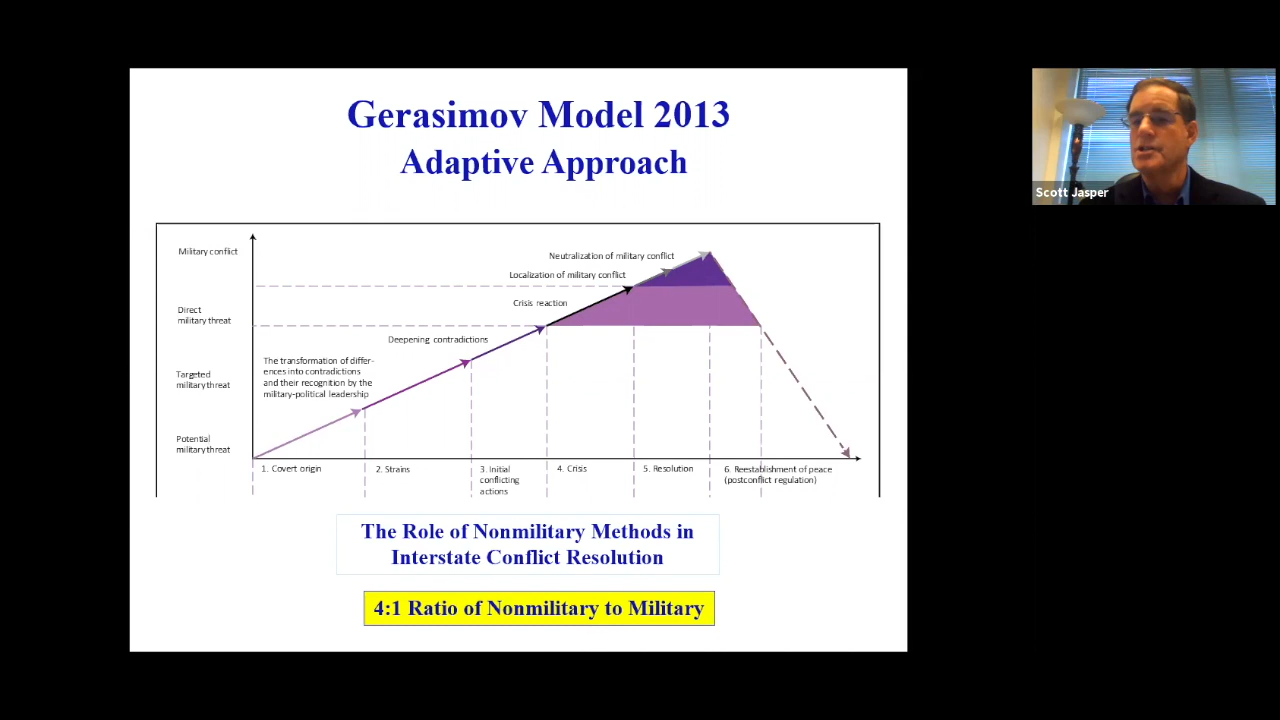 Gerasimov Model 2013
Adaptive Approach
Scott Jasper
Military conflict
Direct
military threat
Targeted
military threat
Potential
military threat
Neutralization of military conflict
Localization of military conflict
Crisis reaction
Deepening contradictions
The transformation of differ-
ences into contradictions
and their recognition by the
military-political leadership
1. Covert origin
2. Strains
3. Initial
conflicting
actions
4. Crisis
5. Resolution
6. Reestablishment of peace
(postconflict regulation)
The Role of Nonmilitary Methods in
Interstate Conflict Resolution
4:1 Ratio of Nonmilitary to Military